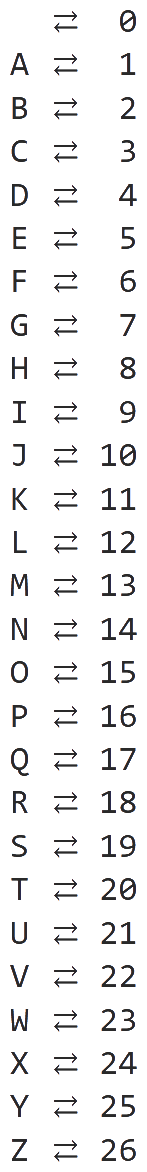 ⇄ 0
A ⇄ 1
B ⇄ 2
C ⇄ 3
D ⇄ 4
E ⇄ 5
F ⇄ 6
G ⇄ 7
H ⇄ 8
I ⇄ 9
J ⇄ 10
K ⇄ 11
L ⇄ 12
M ⇄ 13
N ⇄ 14
O ⇄ 15
P ⇄ 16
Q ⇄ 17
R ⇄ 18
S ⇄ 19
T ⇄ 20
U ⇄ 21
V ⇄ 22
W ⇄ 23
X ⇄ 24
Y ⇄ 25
Z ⇄ 26